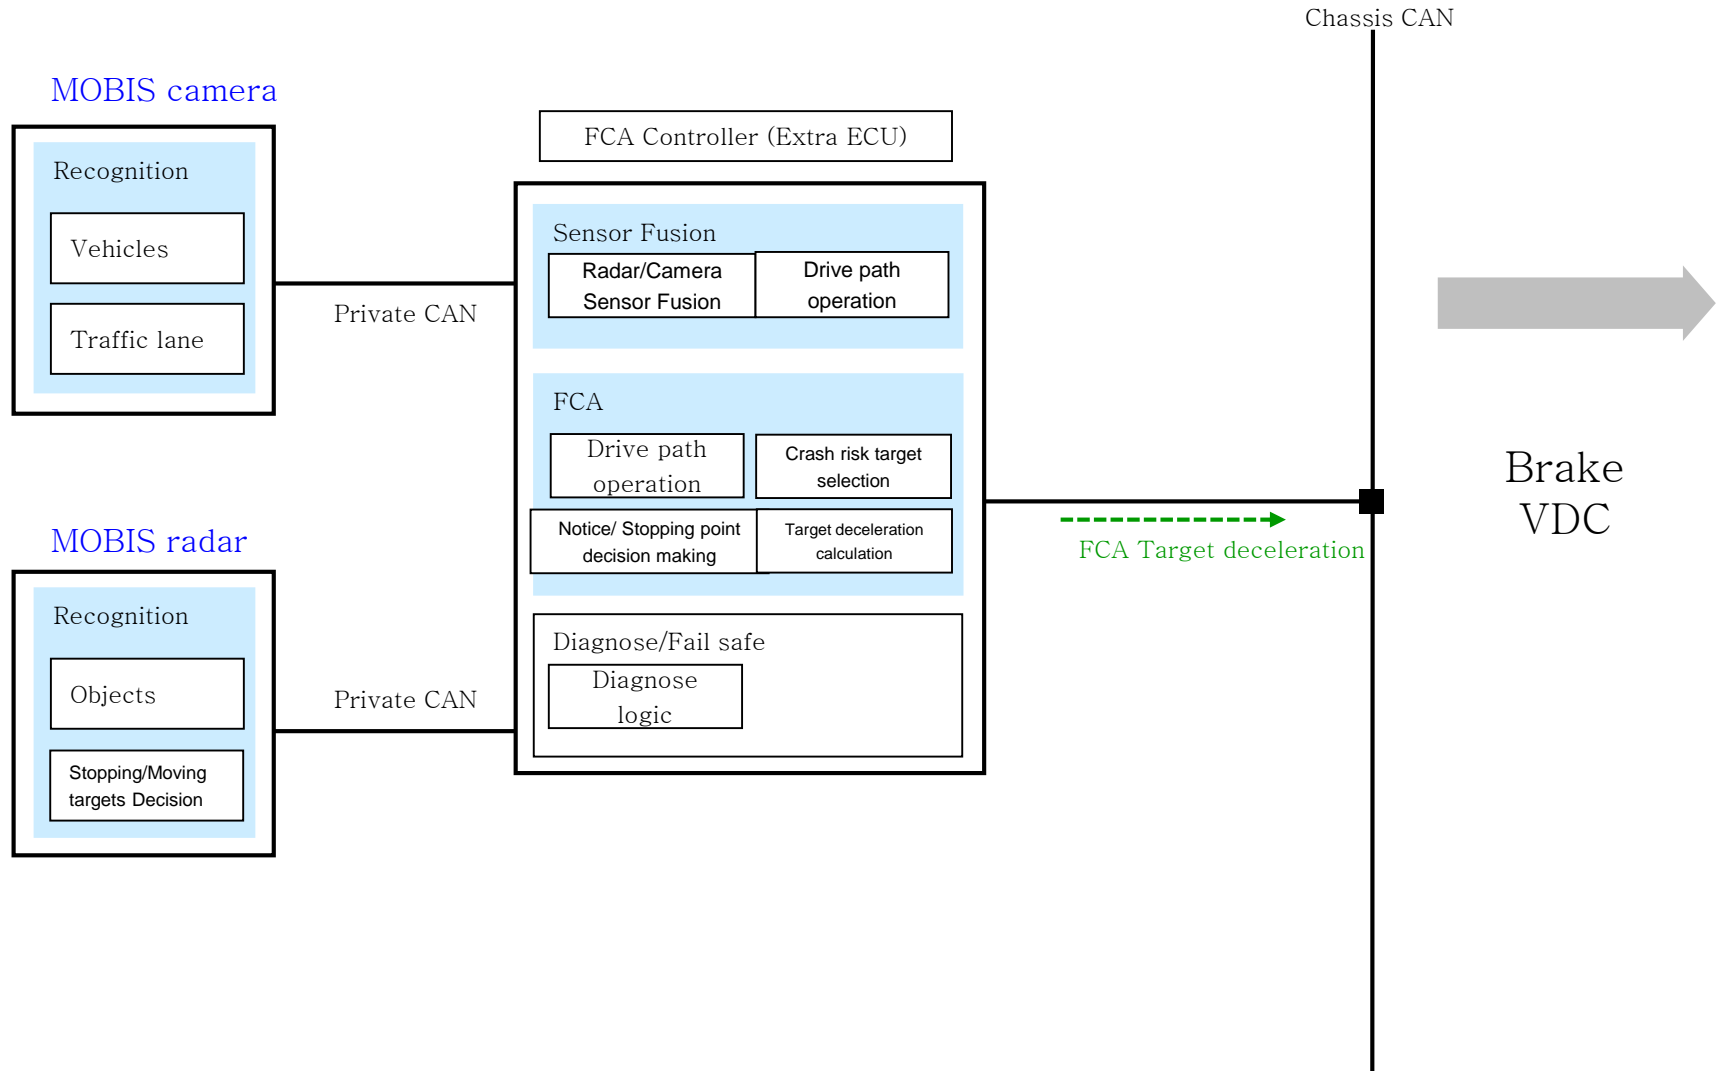 Chassis CAN
MOBIS camera
Recognition
Vehicles
Traffic lane
Private CAN
FCA Controller (Extra ECU)
Sensor Fusion
Radar/Camera
Sensor Fusion
Drive path
operation
FCA
Drive path
operation
Crash risk target
selection
Notice/ Stopping point
decision making
Target deceleration
calculation
Diagnose/Fail safe
Diagnose
logic
MOBIS radar
Recognition
Objects
Stopping/Moving
targets Decision
Private CAN
FCA Target deceleration
Brake
VDC